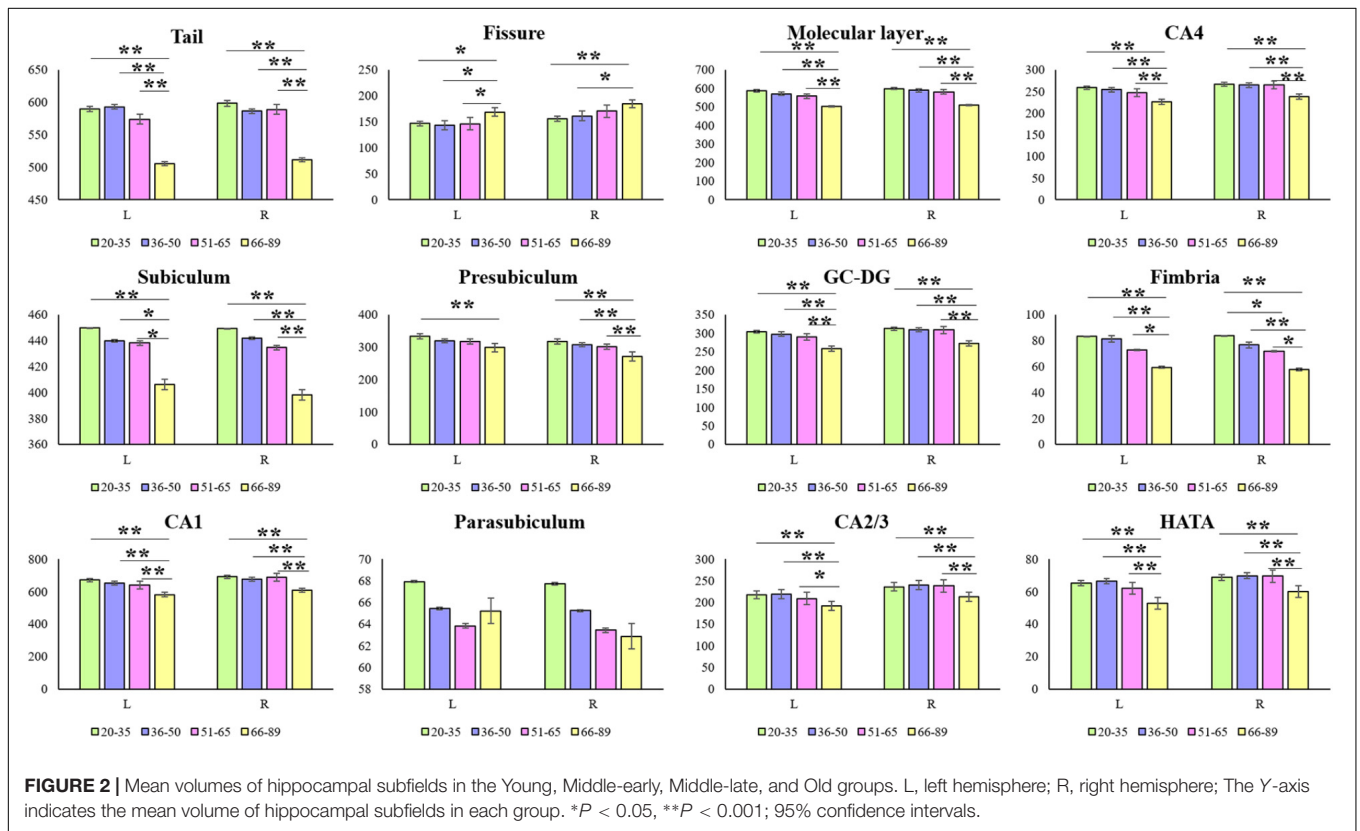 Tail
** ** **
** ** **
650
600
550
500
450
L R
20-35 36-50 51-65 66-89
Fissure
* * *
** *
250
200
150
100
50
0
L R
20-35 36-50 51-65 66-89
Molecular layer
** ** **
** ** **
700
600
500
400
300
200
100
0
L R
20-35 36-50 51-65 66-89
CA4
** ** **
** ** **
300
250
200
150
100
50
0
L R
20-35 36-50 51-65 66-89
Subiculum
** * *
** ** **
460
440
420
400
380
360
L R
20-35 36-50 51-65 66-89
Presubiculum
**
** ** **
400
300
200
100
0
L R
20-35 36-50 51-65 66-89
GC-DG
** ** **
** ** **
350
300
250
200
150
100
50
0
L R
20-35 36-50 51-65 66-89
Fimbria
** ** *
** * ** *
100
80
60
40
20
0
L R
20-35 36-50 51-65 66-89
CA1
** ** **
** ** **
800
600
400
200
0
L R
20-35 36-50 51-65 66-89
Parasubiculum
70
68
66
64
62
60
58
L R
20-35 36-50 51-65 66-89
CA2/3
** ** *
** ** **
300
250
200
150
100
50
0
L R
20-35 36-50 51-65 66-89
HATA
** ** **
** ** **
80
60
40
20
0
L R
20-35 36-50 51-65 66-89
FIGURE 2 | Mean volumes of hippocampal subfields in the Young, Middle-early, Middle-late, and Old groups. L, left hemisphere; R, right hemisphere; The Y-axis
indicates the mean volume of hippocampal subfields in each group. *P < 0.05, **P < 0.001; 95% confidence intervals.